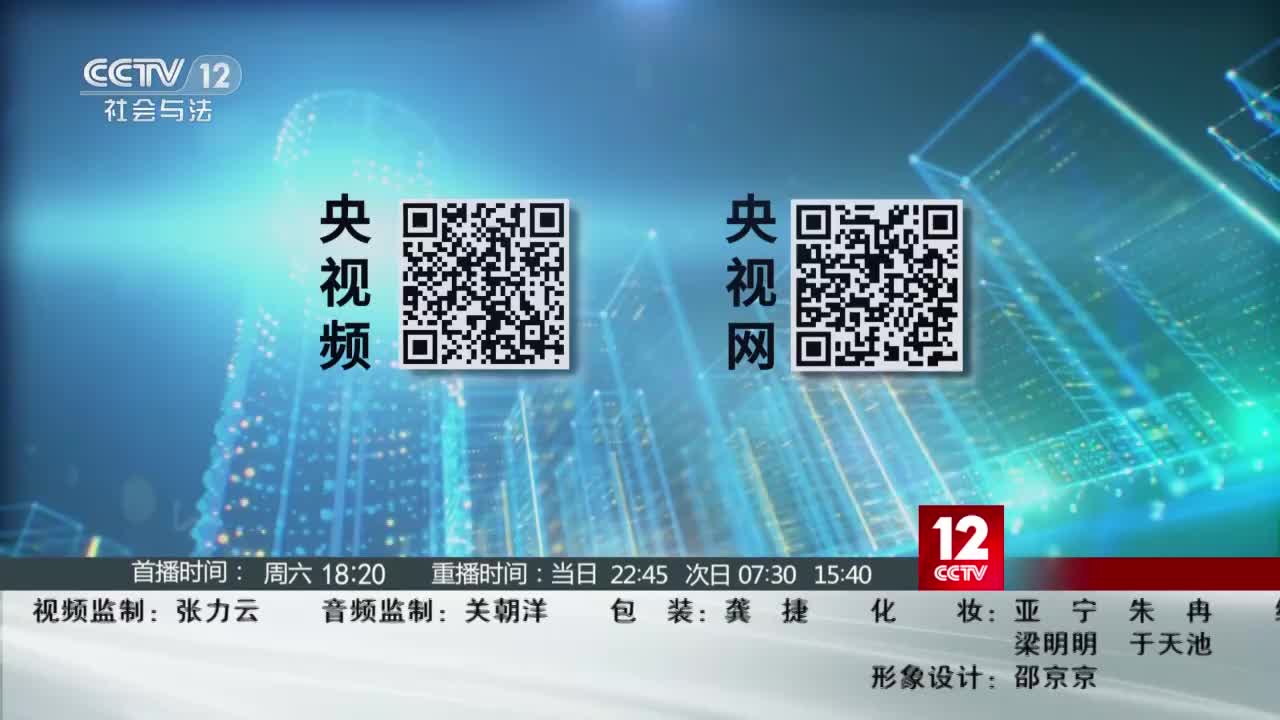 CCTV 12
社会与法
央视频
央视网
12
CCTV
首播时间： 周六 18:20 重播时间：当日 22:45 次日 07:30 15:40
视频监制：张力云 音频监制：关朝洋 包 装：龚 捷 化 妆：亚 宁 朱 冉
梁明明 于天池
形象设计：邵京京